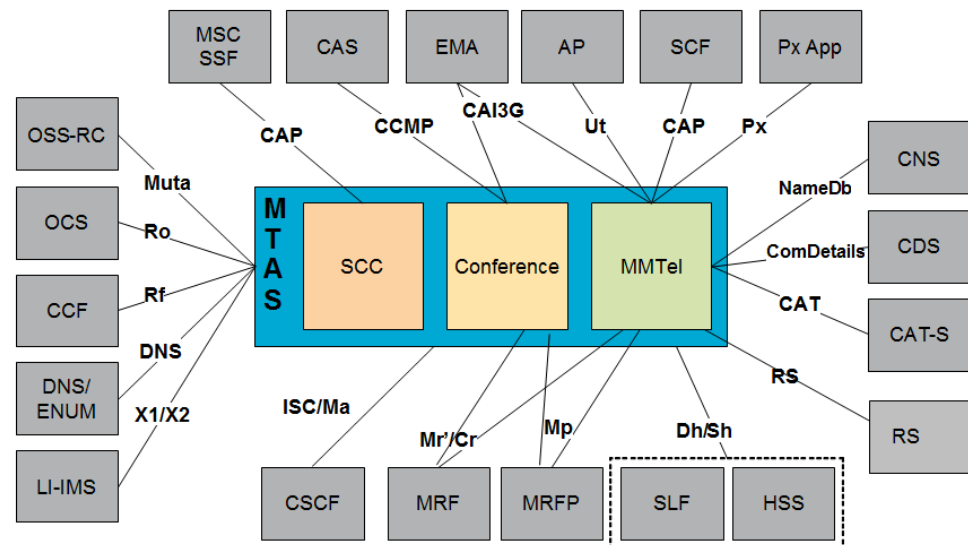 MSC
SSF
CAS
EMA
AP
SCF
Px App
OSS-RC
CAP
CCMP
CAI3G
Ut
CAP
Px
CNS
Muta
NameDb
OCS
Ro
MTAS
SCC
Conference
MMTel
ComDetails
CDS
CCF
Rf
CAT
CAT-S
DNS
DNS/
ENUM
X1/X2
ISC/Ma
Mr'/Cr
Mp
Dh/Sh
RS
RS
LI-IMS
CSCF
MRF
MRFP
SLF
HSS